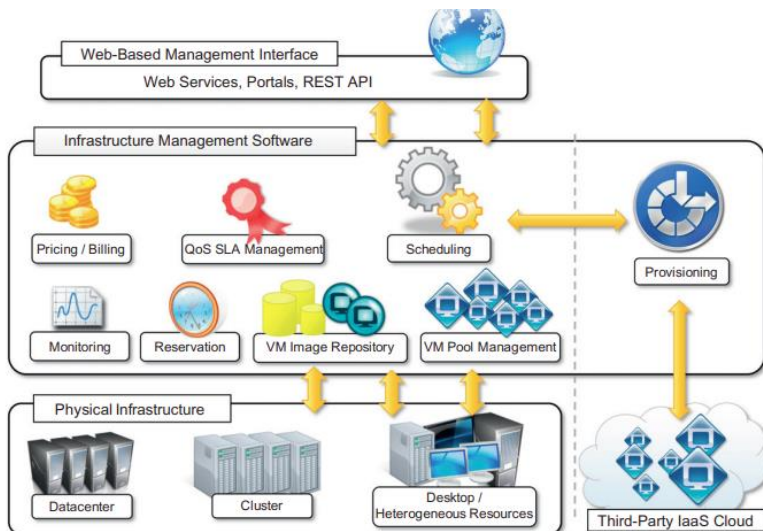 Web-Based Management Interface
Web Services, Portals, REST API
Infrastructure Management Software
Pricing / Billing
QoS SLA Management
Scheduling
Provisioning
Monitoring
Reservation
VM Image Repository
VM Pool Management
Physical Infrastructure
Datacenter
Cluster
Desktop /
Heterogeneous Resources
Third-Party IaaS Cloud